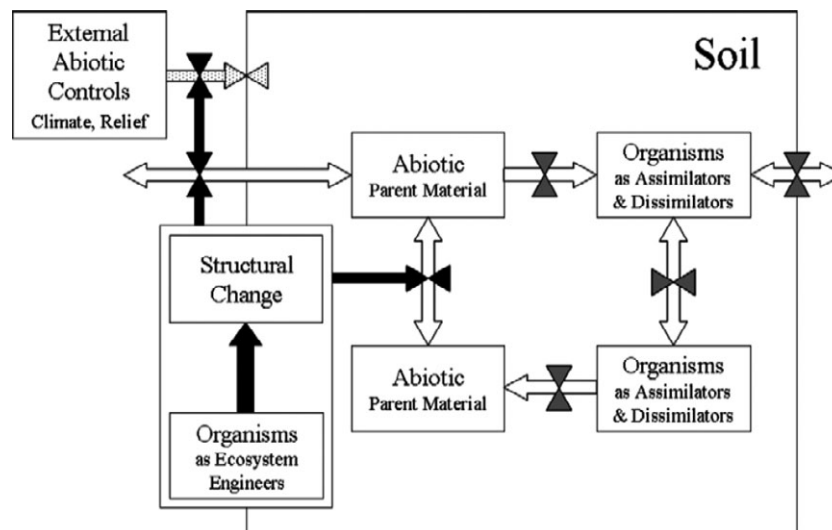 External
Abiotic
Controls
Climate, Relief
Soil
Abiotic
Parent Material
Organisms
as Assimilators
& Dissimilators
Structural
Change
Abiotic
Parent Material
Organisms
as Assimilators
& Dissimilators
Organisms
as Ecosystem
Engineers